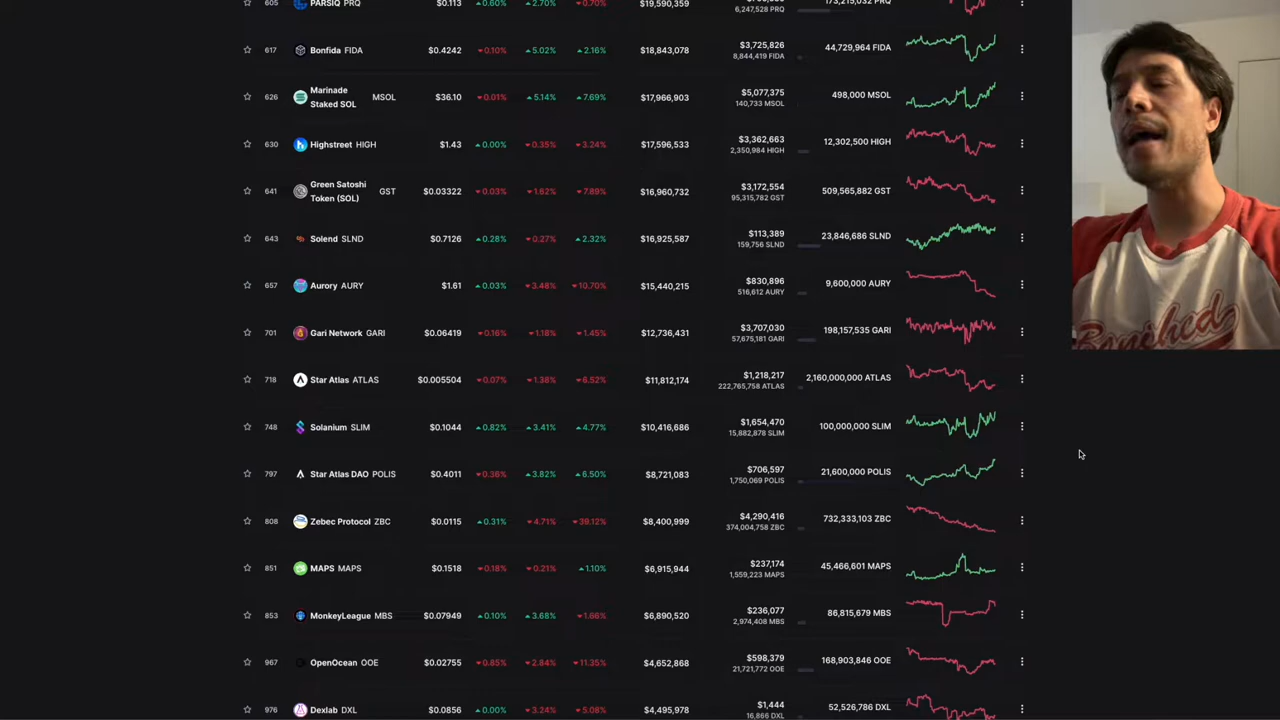 605 PARSIQ PRQ $0.113 0.60% 2.70% 0.70% $19,590,359 173,215,032 PRQ
6,247,528 PRQ
617 Bonfida FIDA $0.4242 0.10% 5.02% 2.16% $18,843,078 $3,725,826 44,729,964 FIDA
8,844,419 FIDA
626 Marinade Staked SOL MSOL $36.10 0.01% 5.14% 7.69% $17,966,903 $5,077,375 498,000 MSOL
140,733 MSOL
630 Highstreet HIGH $1.43 0.00% 0.35% 3.24% $17,596,533 $3,362,663 12,302,500 HIGH
2,350,984 HIGH
641 Green Satoshi Token (SOL) GST $0.03322 0.03% 1.62% 7.89% $16,960,732 $3,172,554 509,565,882 GST
95,315,782 GST
643 Solend SLND $0.7126 0.28% 0.27% 2.32% $16,925,587 $113,389 23,846,686 SLND
159,756 SLND
657 Aurory AURY $1.61 0.03% 3.48% 10.70% $15,440,215 $830,896 9,600,000 AURY
516,612 AURY
701 Gari Network GARI $0.06419 0.16% 1.18% 1.45% $12,736,431 $3,707,030 198,157,535 GARI
57,675,181 GARI
718 Star Atlas ATLAS $0.005504 0.07% 1.38% 6.52% $11,812,174 $1,218,217 2,160,000,000 ATLAS
222,765,758 ATLAS
748 Solanium SLIM $0.1044 0.82% 3.41% 4.77% $10,416,686 $1,654,470 100,000,000 SLIM
15,882,878 SLIM
797 Star Atlas DAO POLIS $0.4011 0.36% 3.82% 6.50% $8,721,083 $706,597 21,600,000 POLIS
1,750,069 POLIS
808 Zebec Protocol ZBC $0.0115 0.31% 4.71% 39.12% $8,400,999 $4,290,416 732,333,103 ZBC
374,004,758 ZBC
851 MAPS MAPS $0.1518 0.18% 0.21% 1.10% $6,915,944 $237,174 45,466,601 MAPS
1,559,223 MAPS
853 MonkeyLeague MBS $0.07949 0.10% 3.68% 1.66% $6,890,520 $236,077 86,815,679 MBS
2,974,408 MBS
967 OpenOcean OOE $0.02755 0.85% 2.84% 11.35% $4,652,868 $598,379 168,903,846 OOE
21,721,772 OOE
976 Dexlab DXL $0.0856 0.00% 3.24% 5.08% $4,495,978 $1,444 52,526,786 DXL
16,866 DXL
Banished